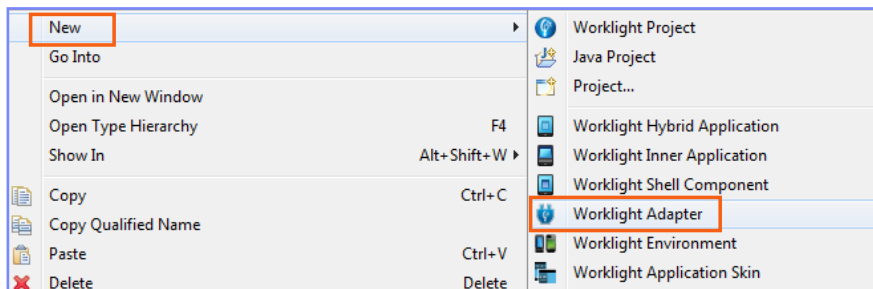 New
Go Into
Open in New Window
Open Type Hierarchy F4
Show In Alt+Shift+W
Copy Ctrl+C
Copy Qualified Name
Paste Ctrl+V
Delete Delete
Worklight Project
Java Project
Project...
Worklight Hybrid Application
Worklight Inner Application
Worklight Shell Component
Worklight Adapter
Worklight Environment
Worklight Application Skin